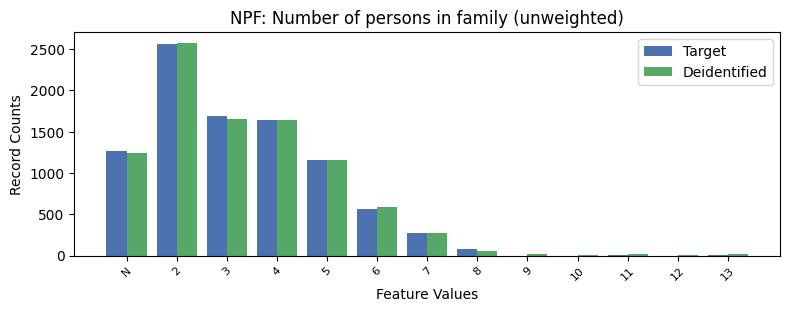 NPF: Number of persons in family (unweighted)
Target
Deidentified
Record Counts
2500
2000
1500
1000
500
0
N 2 3 4 5 6 7 8 9 10 11 12 13
Feature Values